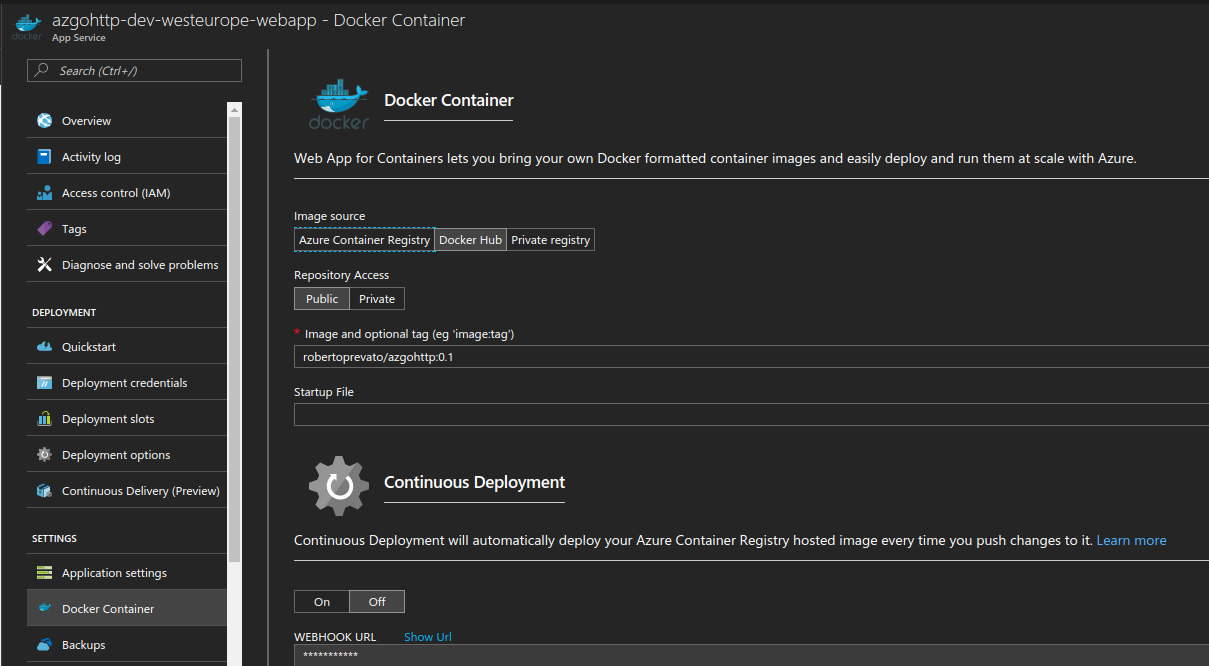 azgohttp-dev-westeurope-webapp - Docker Container
docker
App Service
Search (Ctrl+/)
Overview
Activity log
Access control (IAM)
Tags
Diagnose and solve problems
DEPLOYMENT
Quickstart
Deployment credentials
Deployment slots
Deployment options
Continuous Delivery (Preview)
SETTINGS
Application settings
Docker Container
Backups
docker
Docker Container
Web App for Containers lets you bring your own Docker formatted container images and easily deploy and run them at scale with Azure.
Image source
Azure Container Registry Docker Hub Private registry
Repository Access
Public Private
* Image and optional tag (eg 'image:tag')
robertoprevato/azgohttp:0.1
Startup File
Continuous Deployment
Continuous Deployment will automatically deploy your Azure Container Registry hosted image every time you push changes to it. Learn more
On Off
WEBHOOK URL Show Url
***********